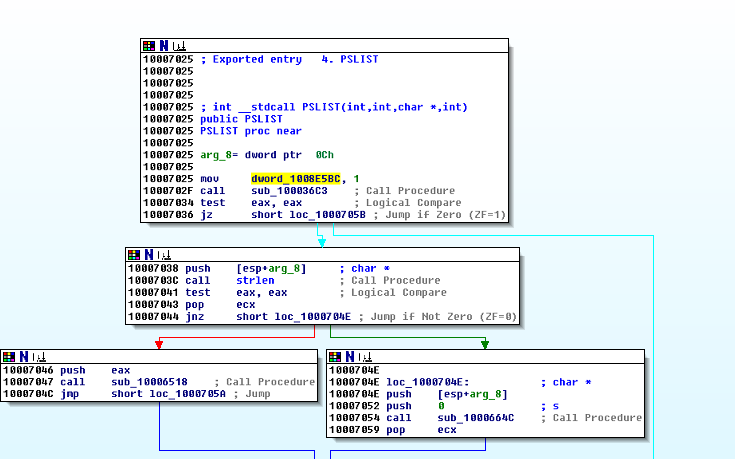 10007025 ; Exported entry   4. PSLIST
10007025
10007025
10007025
10007025 ; int __stdcall PSLIST(int,int,char *,int)
10007025 public PSLIST
10007025 PSLIST proc near
10007025
10007025 arg_8= dword ptr  0Ch
10007025
10007025 mov     dword_1008E5BC, 1
1000702F call    sub_100036C3    ; Call Procedure
10007034 test    eax, eax        ; Logical Compare
10007036 jz      short loc_1000705B ; Jump if Zero (ZF=1)
10007038 push    [esp+arg_8]     ; char *
1000703C call    strlen          ; Call Procedure
10007041 test    eax, eax        ; Logical Compare
10007043 pop     ecx
10007044 jnz     short loc_1000704E ; Jump if Not Zero (ZF=0)
10007046 push    eax
10007047 call    sub_10006518    ; Call Procedure
1000704C jmp     short loc_1000705A ; Jump
1000704E
1000704E loc_1000704E:           ; char *
1000704E push    [esp+arg_8]
10007052 push    0               ; s
10007054 call    sub_1000664C    ; Call Procedure
10007059 pop     ecx